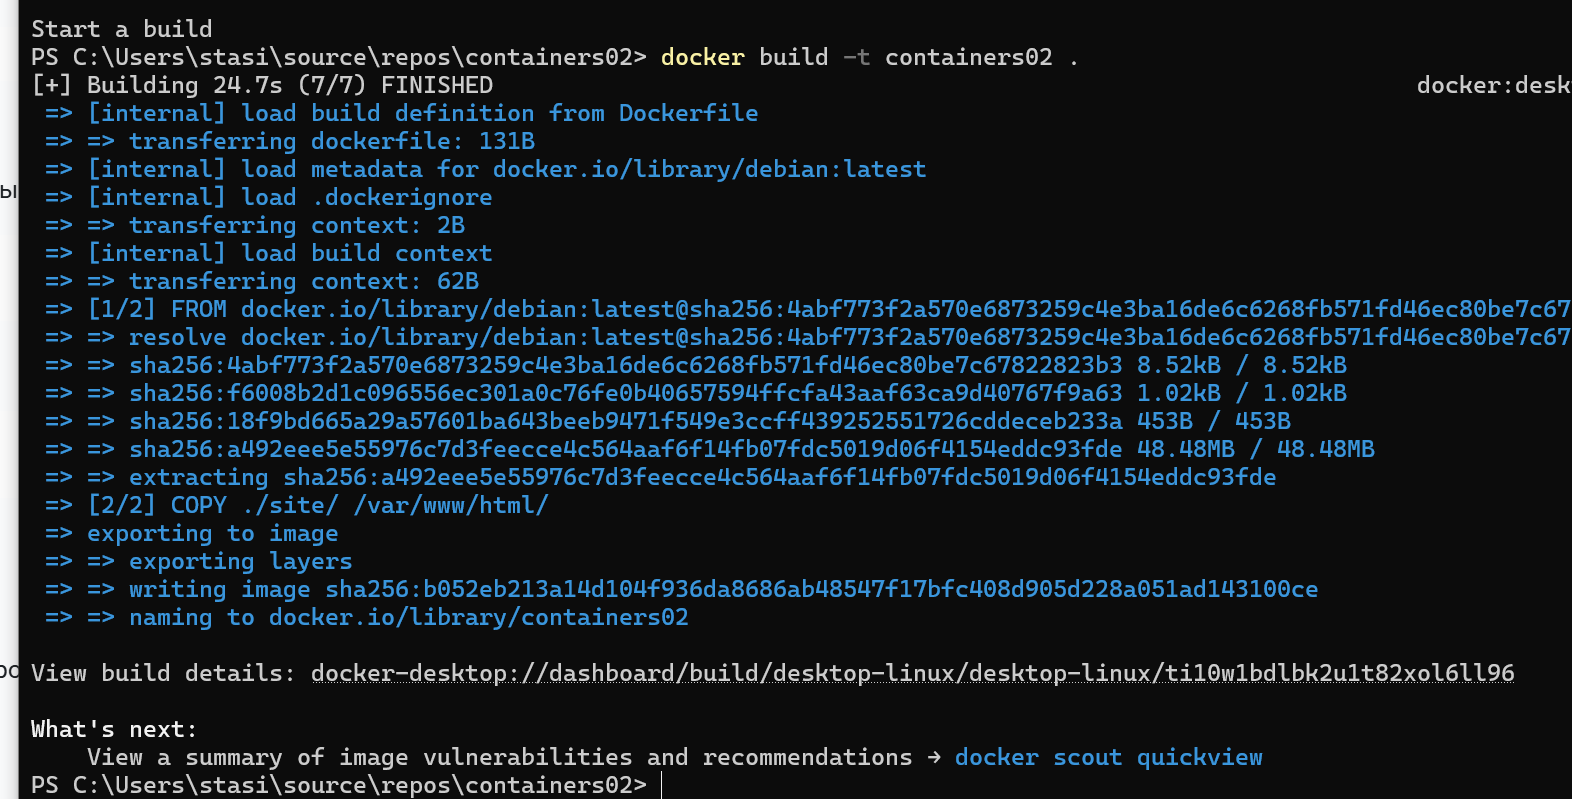 Start a build
PS C:\Users\stasi\source\repos\containers02> docker build -t containers02 .
[+] Building 24.7s (7/7) FINISHED docker:desk
=> [internal] load build definition from Dockerfile
=> => transferring dockerfile: 131B
=> [internal] load metadata for docker.io/library/debian:latest
=> [internal] load .dockerignore
=> => transferring context: 2B
=> [internal] load build context
=> => transferring context: 62B
=> [1/2] FROM docker.io/library/debian:latest@sha256:4abf773f2a570e6873259c4e3ba16de6c6268fb571fd46ec80be7c67
=> => resolve docker.io/library/debian:latest@sha256:4abf773f2a570e6873259c4e3ba16de6c6268fb571fd46ec80be7c67
=> => sha256:4abf773f2a570e6873259c4e3ba16de6c6268fb571fd46ec80be7c67822823b3 8.52kB / 8.52kB
=> => sha256:f6008b2d1c096556ec301a0c76fe0b40657594ffcfa43aaf63ca9d40767f9a63 1.02kB / 1.02kB
=> => sha256:18f9bd665a29a57601ba643beeb9471f549e3ccff439252551726cddeceb233a 453B / 453B
=> => sha256:a492eee5e55976c7d3feecce4c564aaf6f14fb07fdc5019d06f4154eddc93fde 48.48MB / 48.48MB
=> => extracting sha256:a492eee5e55976c7d3feecce4c564aaf6f14fb07fdc5019d06f4154eddc93fde
=> [2/2] COPY ./site/ /var/www/html/
=> exporting to image
=> => exporting layers
=> => writing image sha256:b052eb213a14d104f936da8686ab48547f17bfc408d905d228a051ad143100ce
=> => naming to docker.io/library/containers02
View build details: docker-desktop://dashboard/build/desktop-linux/desktop-linux/ti10w1bdlbk2u1t82xol6ll96
What's next:
View a summary of image vulnerabilities and recommendations → docker scout quickview
PS C:\Users\stasi\source\repos\containers02>
ы
ро